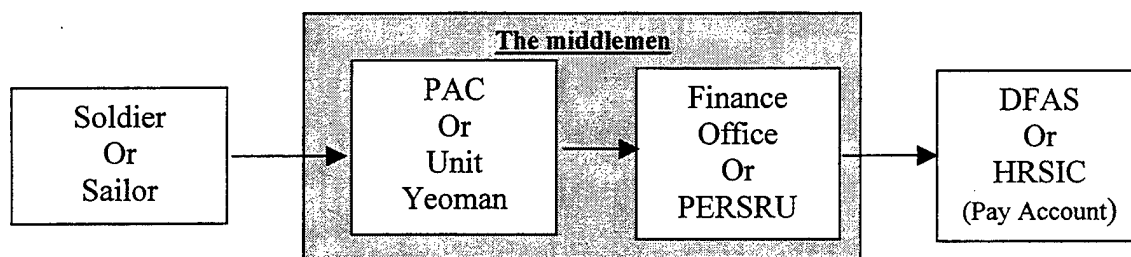 The middlemen
Soldier
Or
Sailor
PAC
Or
Unit
Yeoman
Finance
Office
Or
PERSRU
DFAS
Or
HRSIC
(Pay Account)